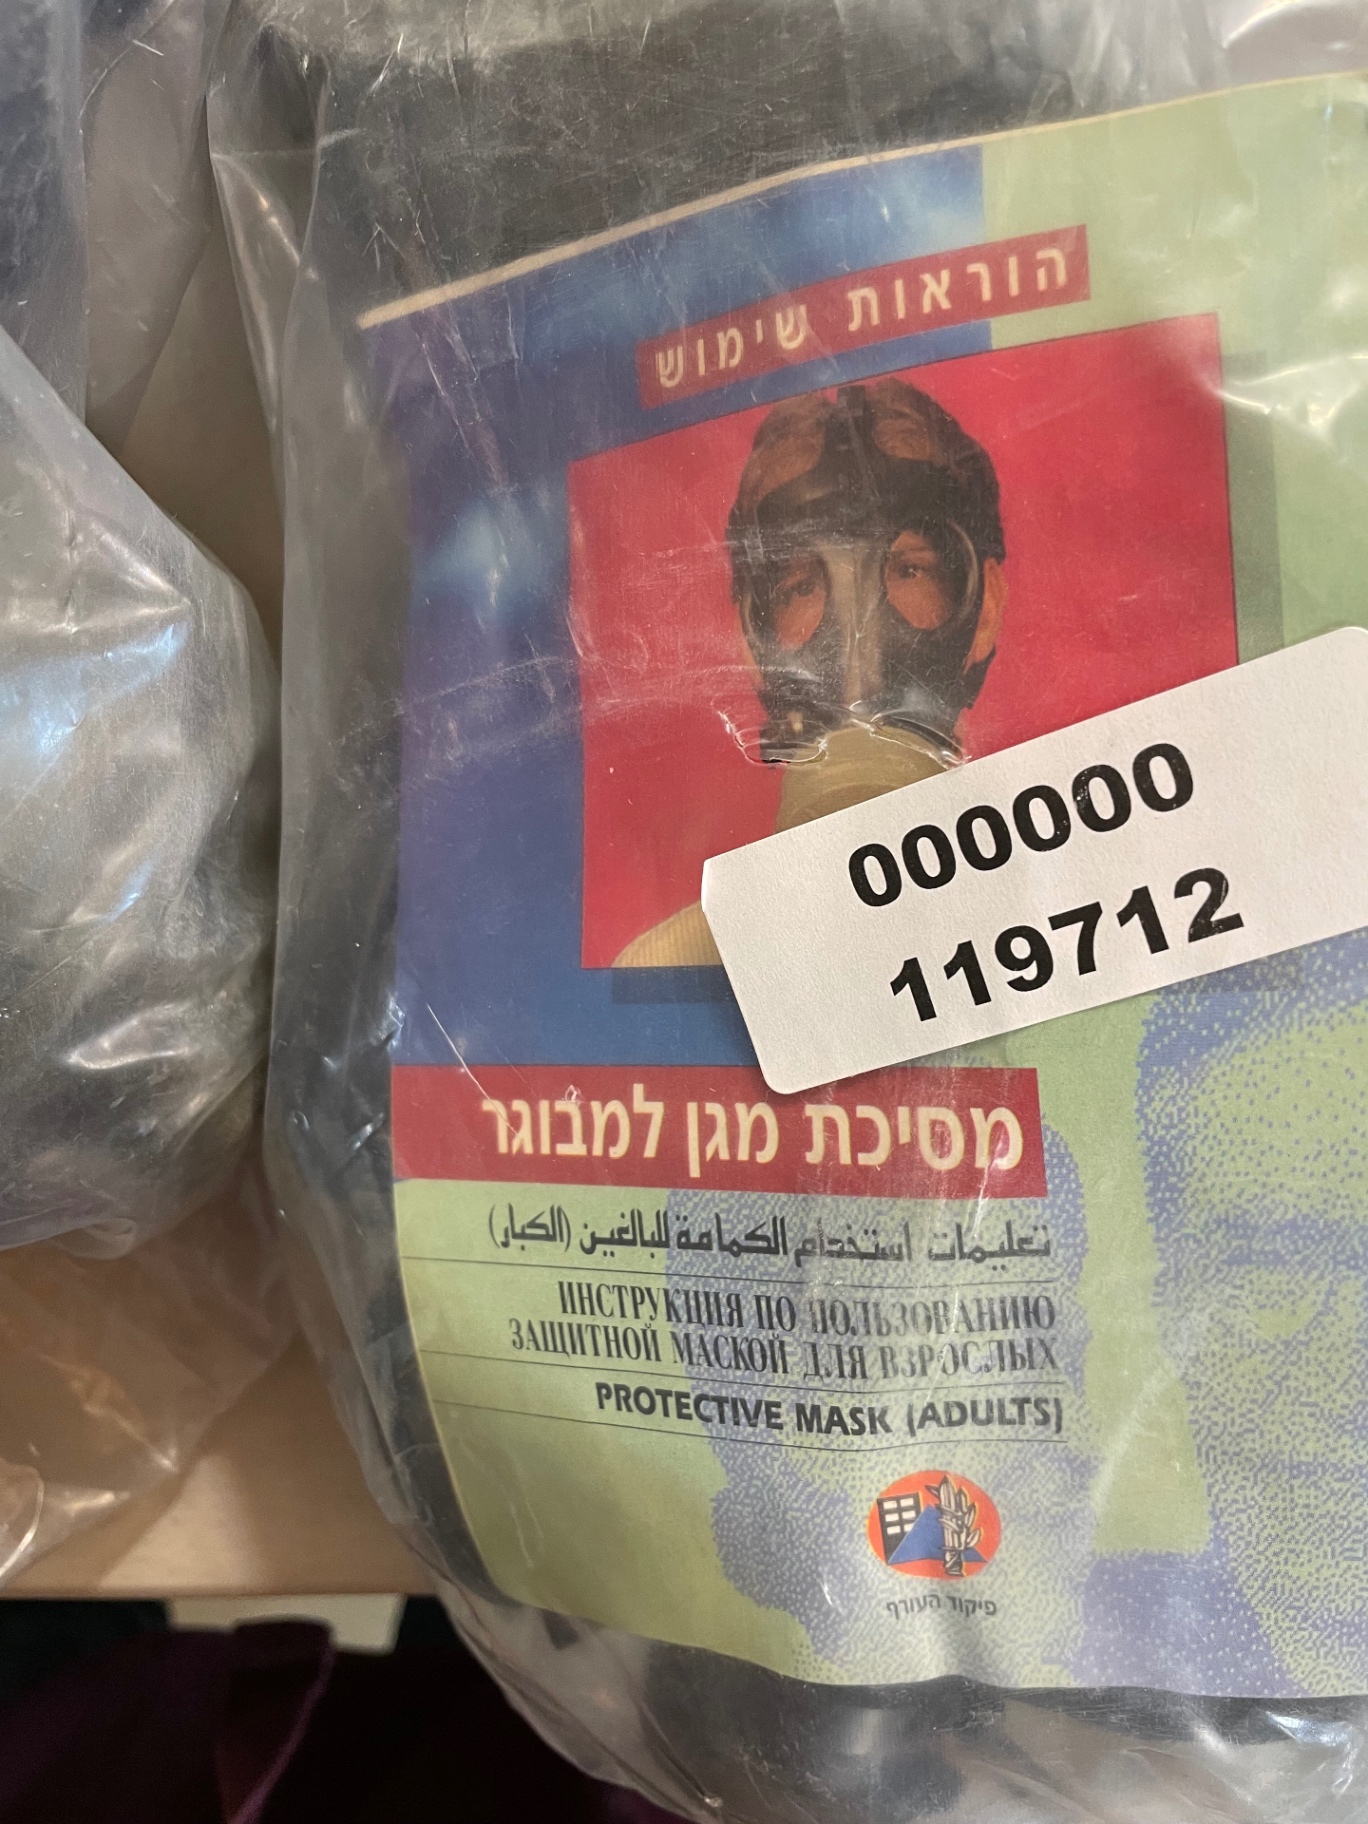 הוראות שימוש
000000
119712
מסיכת מגן למבוגר
تعليمات استخدام الكمامة للبالغين (الكبار)
ИНСТРУКЦИЯ ПО ПОЛЬЗОВАНИЮ
ЗАЩИТНОЙ МАСКОЙ ДЛЯ ВЗРОСЛЫХ
PROTECTIVE MASK (ADULTS)
פיקוד העורף